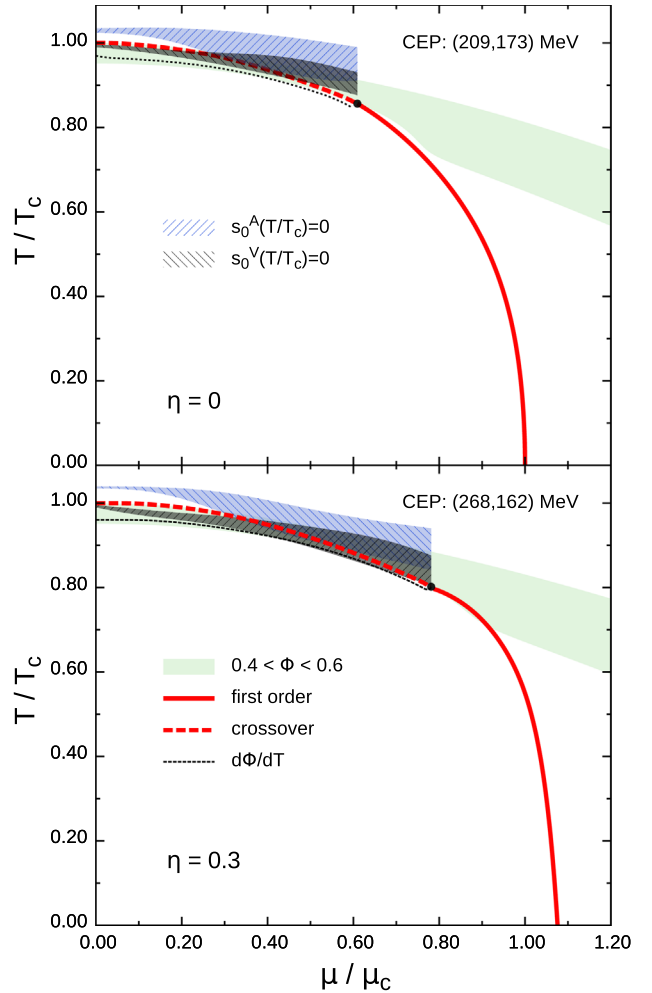 1.00
CEP: (209,173) MeV
0.80
0.60
s₀ᴬ(T/T_c)=0
s₀ⱽ(T/T_c)=0
0.40
0.20
η = 0
0.00
T / T_c
1.00
CEP: (268,162) MeV
0.80
0.60
0.4 < Φ < 0.6
first order
crossover
dΦ/dT
0.40
0.20
η = 0.3
0.00
T / T_c
0.00 0.20 0.40 0.60 0.80 1.00 1.20
μ / μ_c